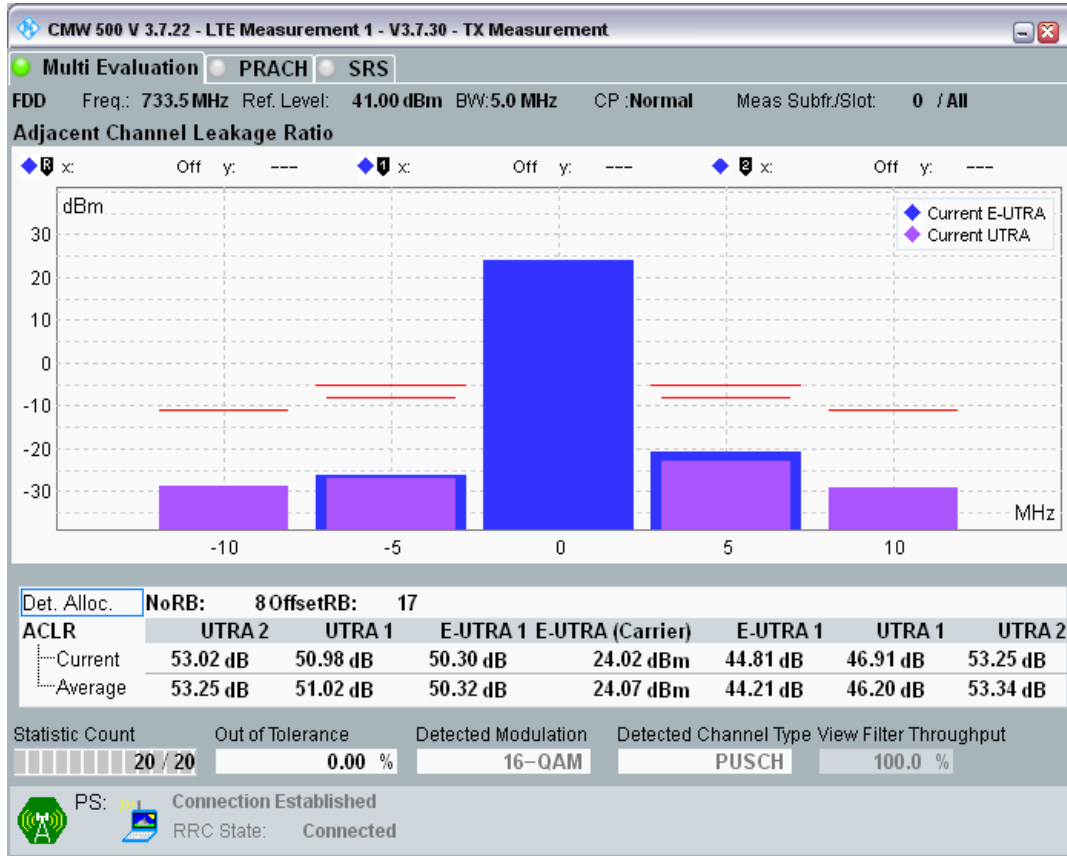 CMW 500 V 3.7.22 - LTE Measurement 1 - V3.7.30 - TX Measurement
Multi Evaluation PRACH SRS
FDD Freq.: 733.5 MHz Ref. Level: 41.00 dBm BW: 5.0 MHz CP :Normal Meas Subfr./Slot: 0 / All
Adjacent Channel Leakage Ratio
R x: Off y: --- 1 x: Off y: --- 2 x: Off y: ---
dBm
Current E-UTRA
Current UTRA
30
20
10
0
-10
-20
-30
MHz
-10 -5 0 5 10
Det. Alloc. NoRB: 8 OffsetRB: 17
ACLR UTRA 2 UTRA 1 E-UTRA 1 E-UTRA (Carrier) E-UTRA 1 UTRA 1 UTRA 2
Current 53.02 dB 50.98 dB 50.30 dB 24.02 dBm 44.81 dB 46.91 dB 53.25 dB
Average 53.25 dB 51.02 dB 50.32 dB 24.07 dBm 44.21 dB 46.20 dB 53.34 dB
Statistic Count Out of Tolerance Detected Modulation Detected Channel Type View Filter Throughput
20 / 20 0.00 % 16-QAM PUSCH 100.0 %
PS: Connection Established
RRC State: Connected